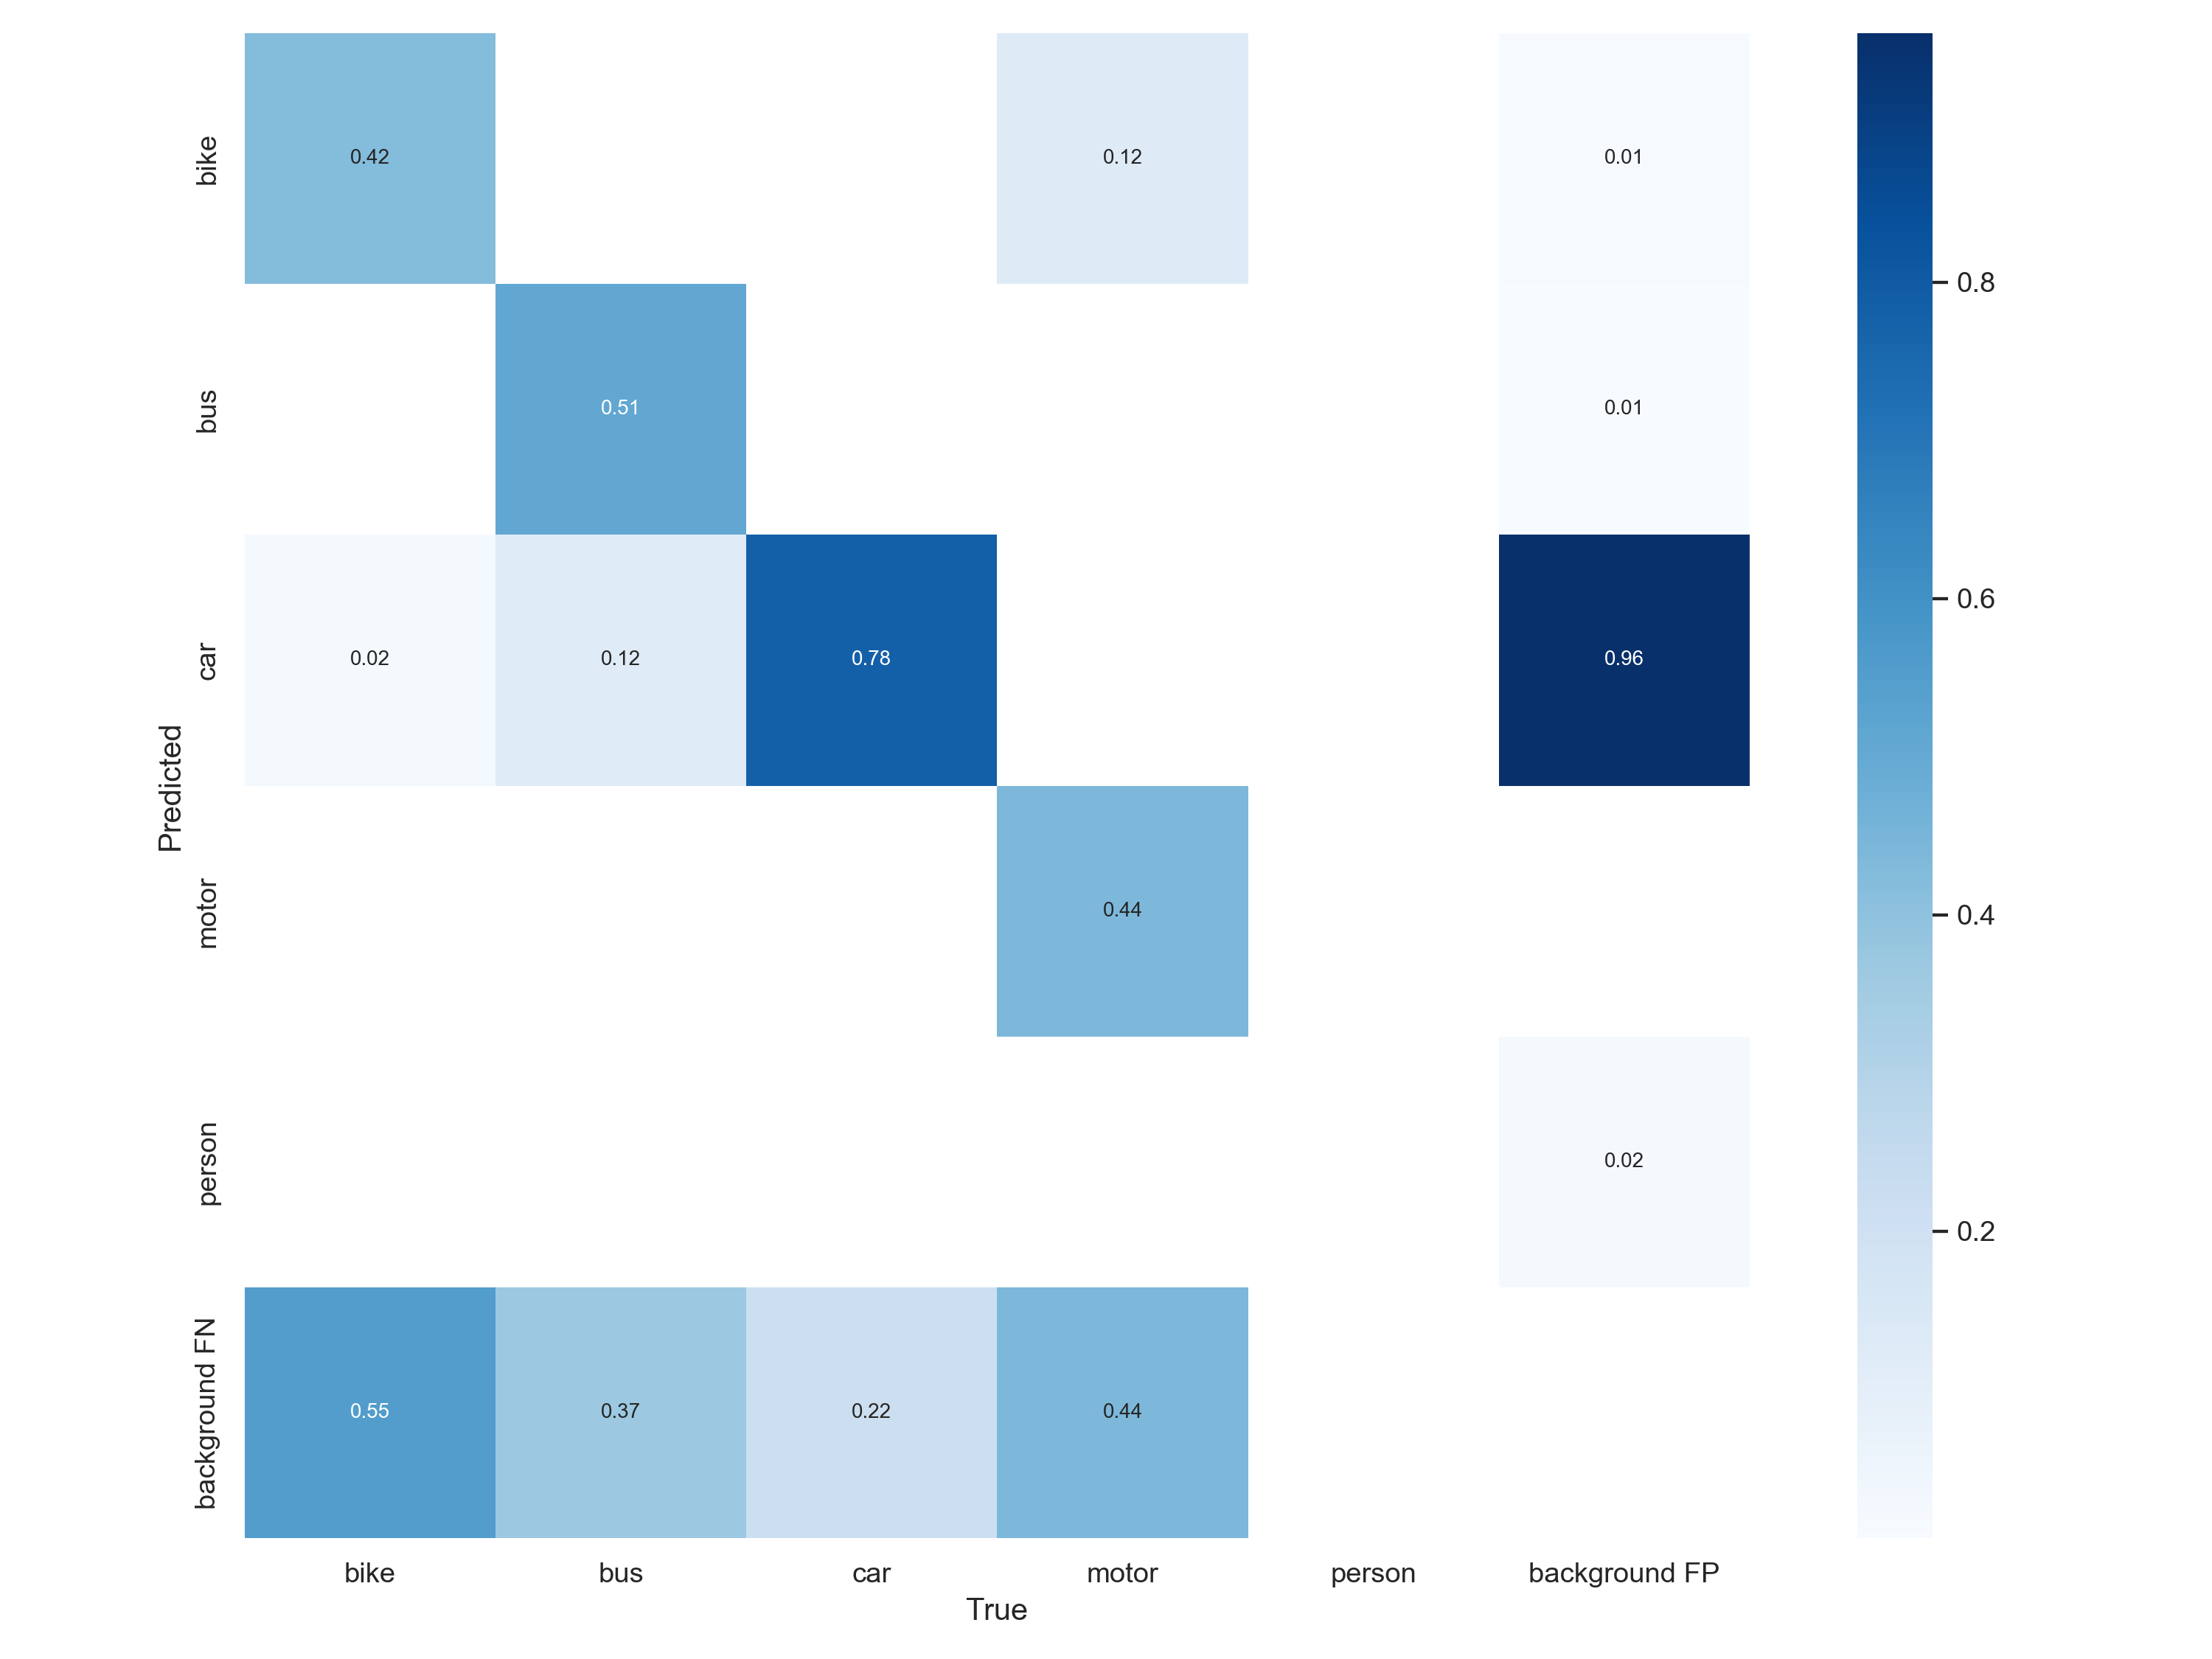 bike
0.42
0.12
0.01
0.8
bus
0.51
0.01
0.6
car
0.02
0.12
0.78
0.96
Predicted
motor
0.44
0.4
person
0.02
0.2
background FN
0.55
0.37
0.22
0.44
bike
bus
car
motor
person
background FP
True